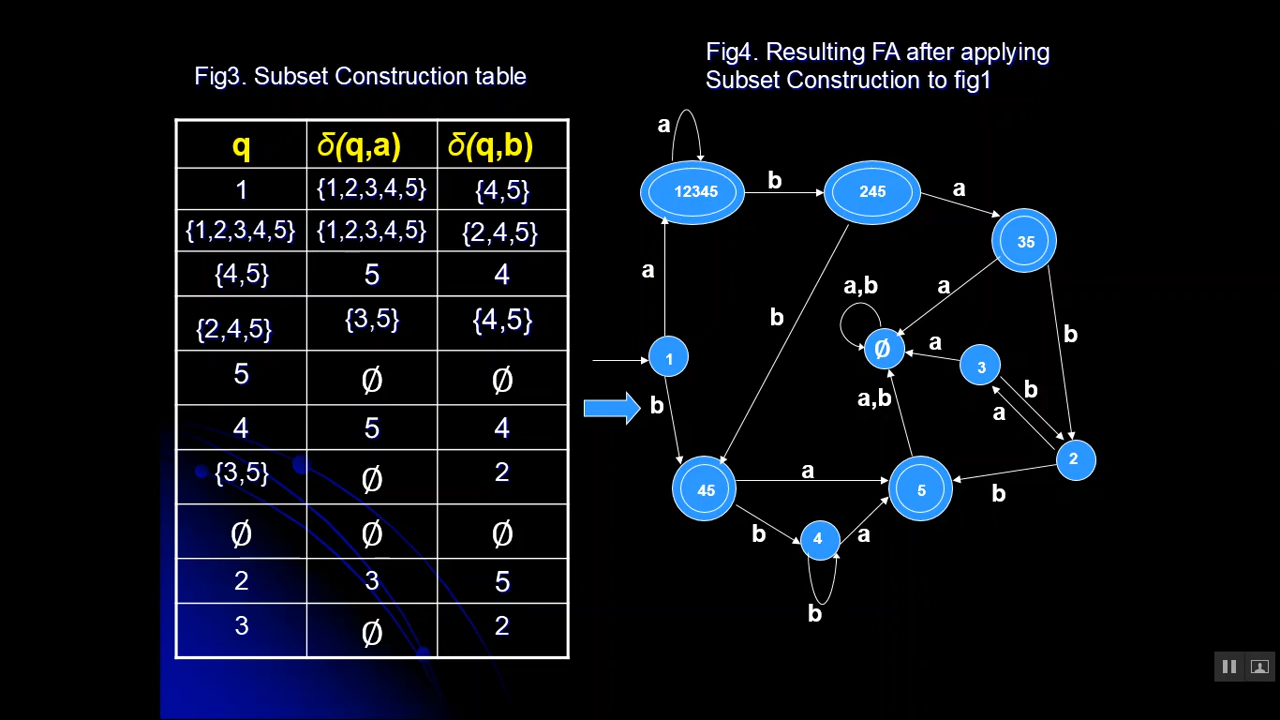 Fig3. Subset Construction table
q δ(q,a) δ(q,b)
1 {1,2,3,4,5} {4,5}
{1,2,3,4,5} {1,2,3,4,5} {2,4,5}
{4,5} 5 4
{2,4,5} {3,5} {4,5}
5 ∅ ∅
4 5 4
{3,5} ∅ 2
∅ ∅ ∅
2 3 5
3 ∅ 2
Fig4. Resulting FA after applying
Subset Construction to fig1
a
12345
b
245
a
35
a
a
b
a,b
b
∅
a
3
1
b
a
b
a,b
2
45
a
5
b
b
4
a
b